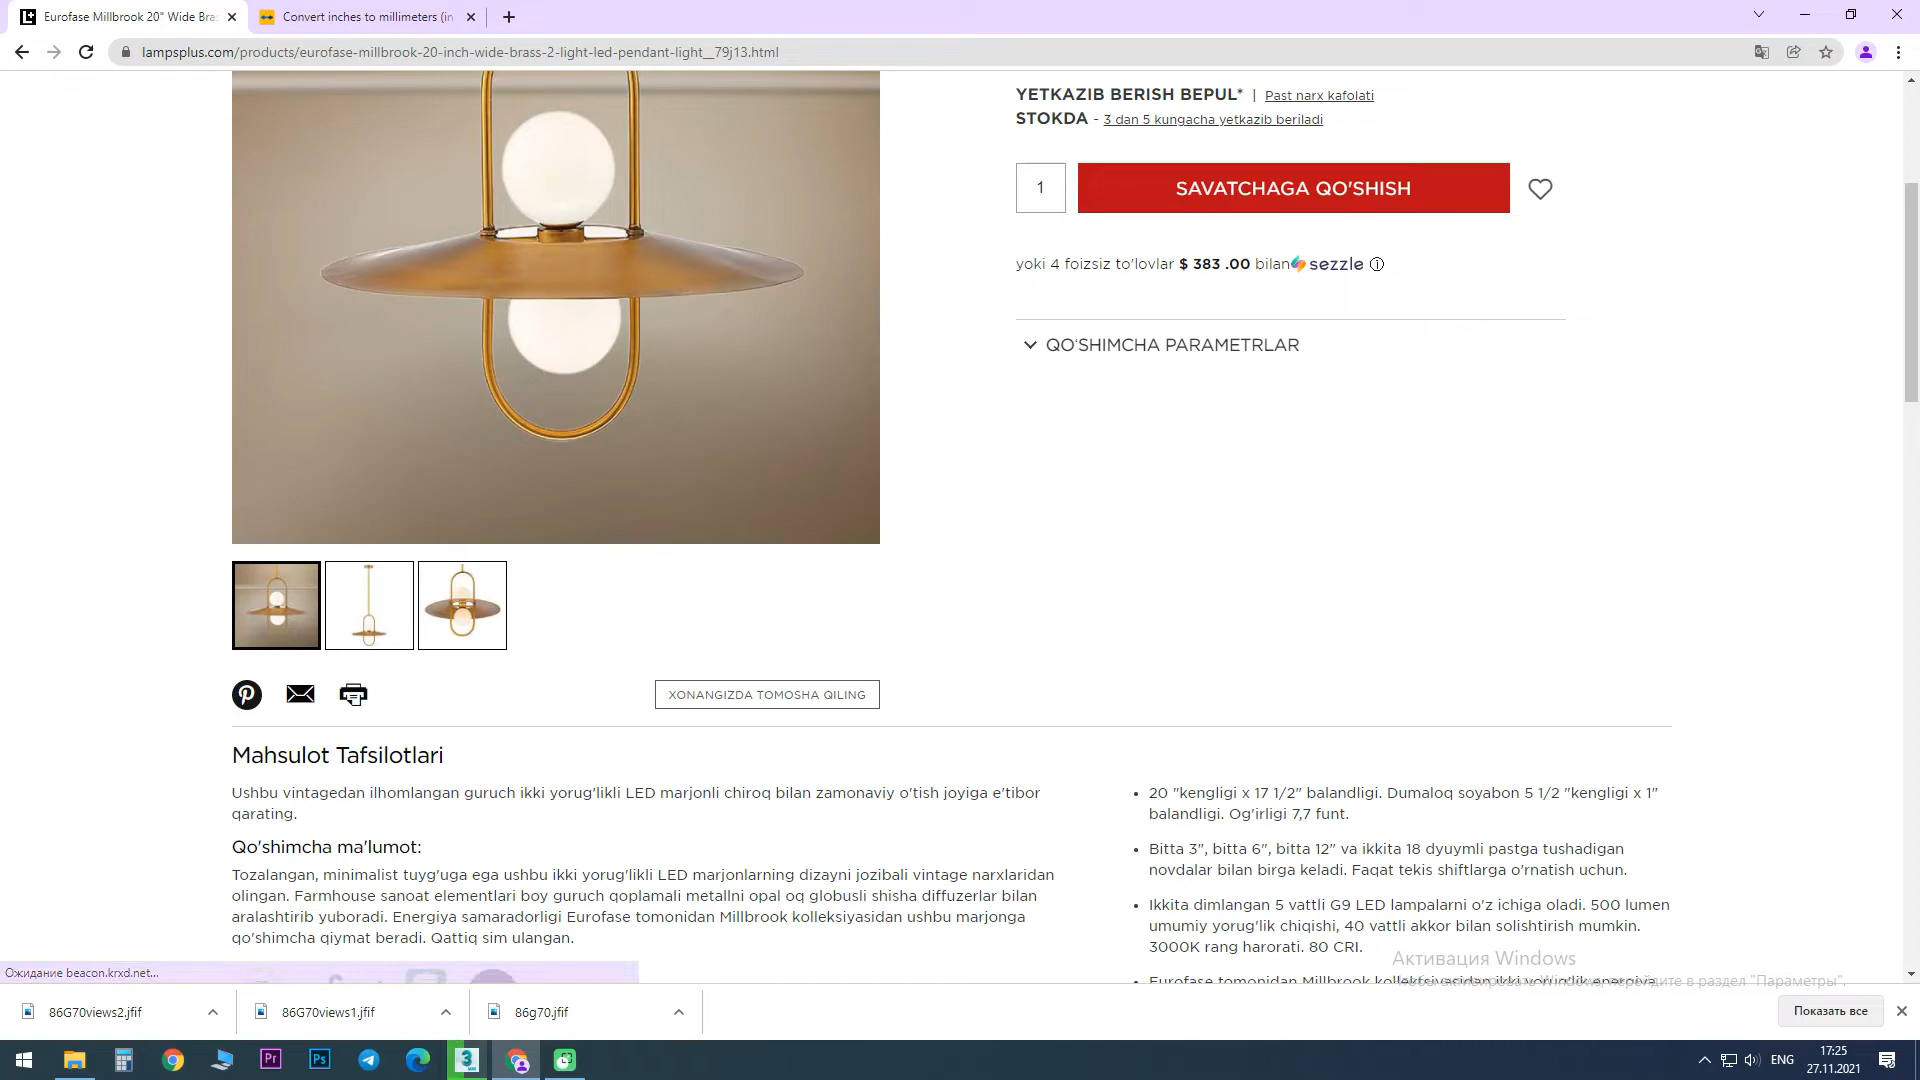 Eurofase Millbrook 20" Wide Bra
Convert inches to millimeters (in
lampsplus.com/products/eurofase-millbrook-20-inch-wide-brass-2-light-led-pendant-light__79j13.html
YETKAZIB BERISH BEPUL* | Past narx kafolati
STOKDA - 3 dan 5 kungacha yetkazib beriladi
1
SAVATCHAGA QO'SHISH
yoki 4 foizsiz to'lovlar $ 383 .00 bilan sezzle
QO'SHIMCHA PARAMETRLAR
XONANGIZDA TOMOSHA QILING
Mahsulot Tafsilotlari
Ushbu vintagedan ilhomlangan guruch ikki yorug'likli LED marjonli chiroq bilan zamonaviy o'tish joyiga e'tibor
qarating.
Qo'shimcha ma'lumot:
Tozalangan, minimalist tuyg'uga ega ushbu ikki yorug'likli LED marjonlarning dizayni jozibali vintage narxlaridan
olingan. Farmhouse sanoat elementlari boy guruch qoplamali metallni opal oq globusli shisha diffuzerlar bilan
aralashtirib yuboradi. Energiya samaradorligi Eurofase tomonidan Millbrook kolleksiyasidan ushbu marjonga
qo'shimcha qiymat beradi. Qattiq sim ulangan.
20 "kengligi x 17 1/2" balandligi. Dumaloq soyabon 5 1/2 "kengligi x 1"
balandligi. Og'irligi 7,7 funt.
Bitta 3", bitta 6", bitta 12" va ikkita 18 dyuymli pastga tushadigan
novdalar bilan birga keladi. Faqat tekis shiftlarga o'rnatish uchun.
Ikkita dimlangan 5 vattli G9 LED lampalarni o'z ichiga oladi. 500 lumen
umumiy yorug'lik chiqishi, 40 vattli akkor bilan solishtirish mumkin.
3000K rang harorati. 80 CRI.
Eurofase tomonidan Millbrook
Активация Windows
Чтобы активировать Windows, перейдите в раздел "Параметры".
Ожидание beacon.krxd.net...
86G70views2.jfif
86G70views1.jfif
86g70.jfif
Показать все
ENG
17:25
27.11.2021